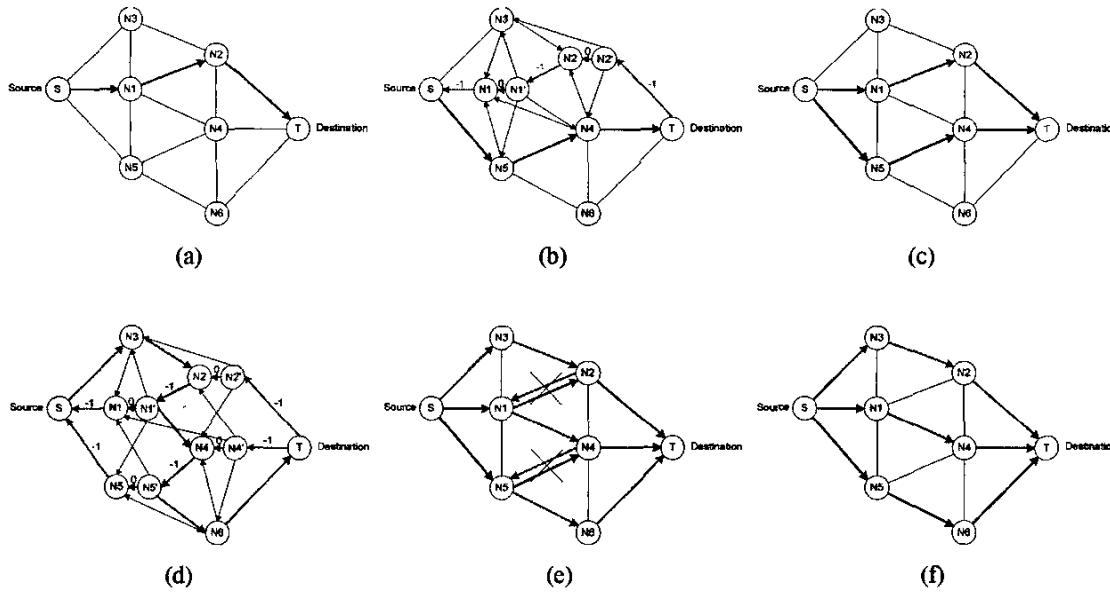 N3
N2
Source S N1
N4 T Destination
N5
N6
(a)
N3
N2 0 N2'
-1
Source S -1 N1 0 N1' -1
N4 T Destination
N5
N6
(b)
N3
N2
Source S N1
N4 T Destinatio
N5
N6
(c)
N3
N2 0 N2'
-1
Source S -1 N1 0 N1' -1
N4 0 N4' -1 T Destination
-1 -1
N5 0 N5'
N6
(d)
N3
N2
Source S N1
N4 T Destination
N5
N6
(e)
N3
N2
Source S N1
N4 T Destination
N5
N6
(f)